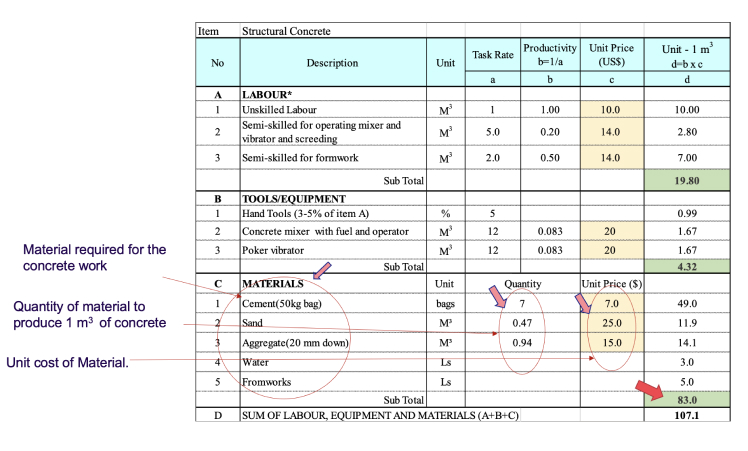 Item Structural Concrete
No Description Unit Task Rate Productivity b=1/a Unit Price (US$) Unit - 1 m³ d=b x c
a b c d
A LABOUR*
1 Unskilled Labour M³ 1 1.00 10.0 10.00
2 Semi-skilled for operating mixer and vibrator and screeding M³ 5.0 0.20 14.0 2.80
3 Semi-skilled for formwork M³ 2.0 0.50 14.0 7.00
Sub Total 19.80
B TOOLS/EQUIPMENT
1 Hand Tools (3-5% of item A) % 5 0.99
2 Concrete mixer with fuel and operator M³ 12 0.083 20 1.67
3 Poker vibrator M³ 12 0.083 20 1.67
Sub Total 4.32
C MATERIALS Unit Quantity Unit Price ($)
1 Cement(50kg bag) bags 7 7.0 49.0
2 Sand M³ 0.47 25.0 11.9
3 Aggregate(20 mm down) M³ 0.94 15.0 14.1
4 Water Ls 3.0
5 Fromworks Ls 5.0
Sub Total 83.0
D SUM OF LABOUR, EQUIPMENT AND MATERIALS (A+B+C) 107.1
Material required for the
concrete work
Quantity of material to
produce 1 m³ of concrete
Unit cost of Material.